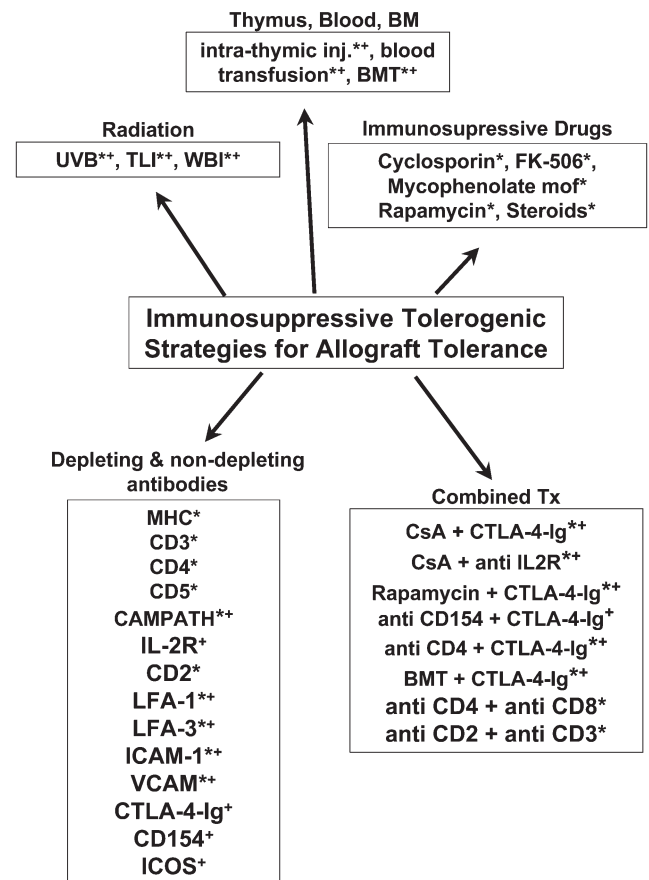 Thymus, Blood, BM
intra-thymic inj.*+, blood
transfusion*+, BMT*+
Radiation
UVB*+, TLI*+, WBI*+
Immunosupressive Drugs
Cyclosporin*, FK-506*,
Mycophenolate mof*
Rapamycin*, Steroids*
Immunosuppressive Tolerogenic
Strategies for Allograft Tolerance
Depleting & non-depleting
antibodies
MHC*
CD3*
CD4*
CD5*
CAMPATH*+
IL-2R+
CD2*
LFA-1*+
LFA-3*+
ICAM-1*+
VCAM*+
CTLA-4-Ig+
CD154+
ICOS+
Combined Tx
CsA + CTLA-4-Ig*+
CsA + anti IL2R*+
Rapamycin + CTLA-4-Ig*+
anti CD154 + CTLA-4-Ig+
anti CD4 + CTLA-4-Ig*+
BMT + CTLA-4-Ig*+
anti CD4 + anti CD8*
anti CD2 + anti CD3*